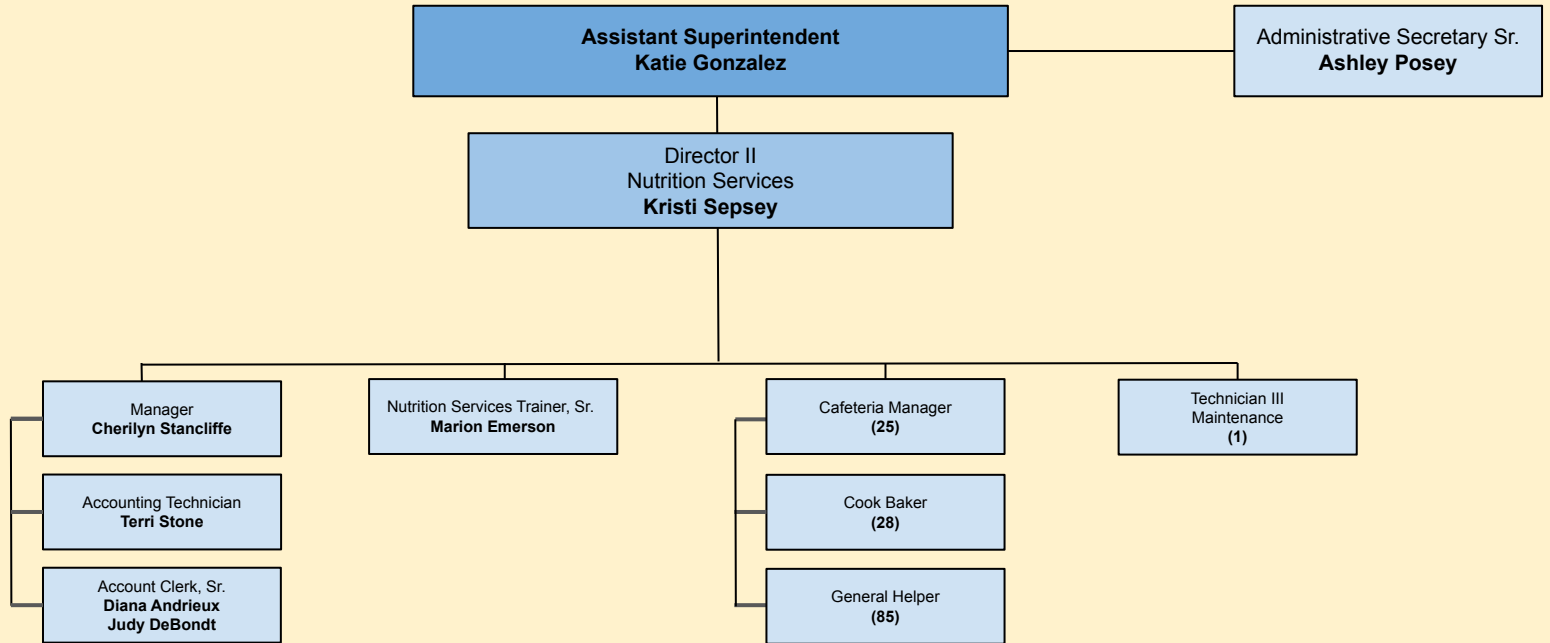 Assistant Superintendent
Katie Gonzalez
Administrative Secretary Sr.
Ashley Posey
Director II
Nutrition Services
Kristi Sepsey
Manager
Cherilyn Stancliffe
Accounting Technician
Terri Stone
Account Clerk, Sr.
Diana Andrieux
Judy DeBondt
Nutrition Services Trainer, Sr.
Marion Emerson
Cafeteria Manager
(25)
Cook Baker
(28)
General Helper
(85)
Technician III
Maintenance
(1)